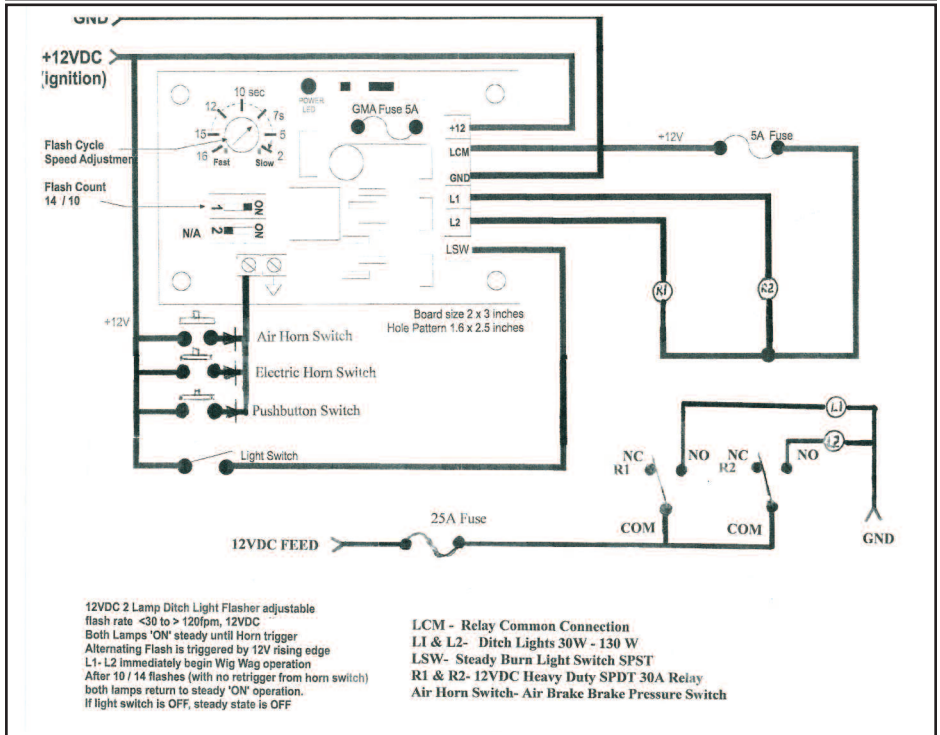 GND
+12VDC
(ignition)
10 sec
12
7s
15
5
16
2
Fast
Slow
POWER
LED
GMA Fuse 5A
+12
LCM
GND
L1
L2
LSW
+12V
5A Fuse
Flash Cycle
Speed Adjustmen
Flash Count
14 / 10
N/A
1
ON
2
ON
R1
R2
Board size 2 x 3 inches
Hole Pattern 1.6 x 2.5 inches
+12V
Air Horn Switch
Electric Horn Switch
Pushbutton Switch
Light Switch
L1
L2
NC
R1
NO
NC
R2
NO
COM
COM
GND
25A Fuse
12VDC FEED
12VDC 2 Lamp Ditch Light Flasher adjustable
flash rate <30 to > 120fpm, 12VDC
Both Lamps 'ON' steady until Horn trigger
Alternating Flash is triggered by 12V rising edge
L1- L2 immediately begin Wig Wag operation
After 10 / 14 flashes (with no retrigger from horn switch)
both lamps return to steady 'ON' operation.
If light switch is OFF, steady state is OFF
LCM - Relay Common Connection
LI & L2- Ditch Lights 30W - 130 W
LSW- Steady Burn Light Switch SPST
R1 & R2- 12VDC Heavy Duty SPDT 30A Relay
Air Horn Switch- Air Brake Brake Pressure Switch